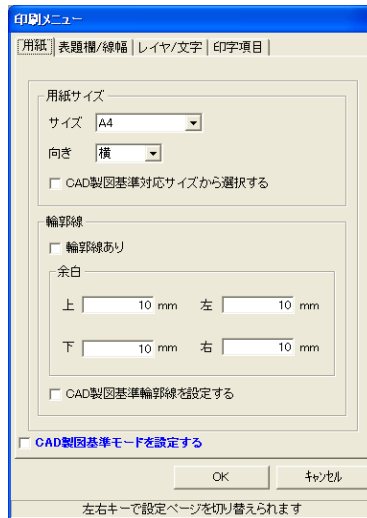 印刷メニュー
用紙 表題欄/線幅 レイヤ/文字 印字項目
用紙サイズ
サイズ A4
向き 横
CAD製図基準対応サイズから選択する
輪郭線
輪郭線あり
余白
上 10 mm 左 10 mm
下 10 mm 右 10 mm
CAD製図基準輪郭線を設定する
CAD製図基準モードを設定する
OK キャンセル
左右キーで設定ページを切り替えられます